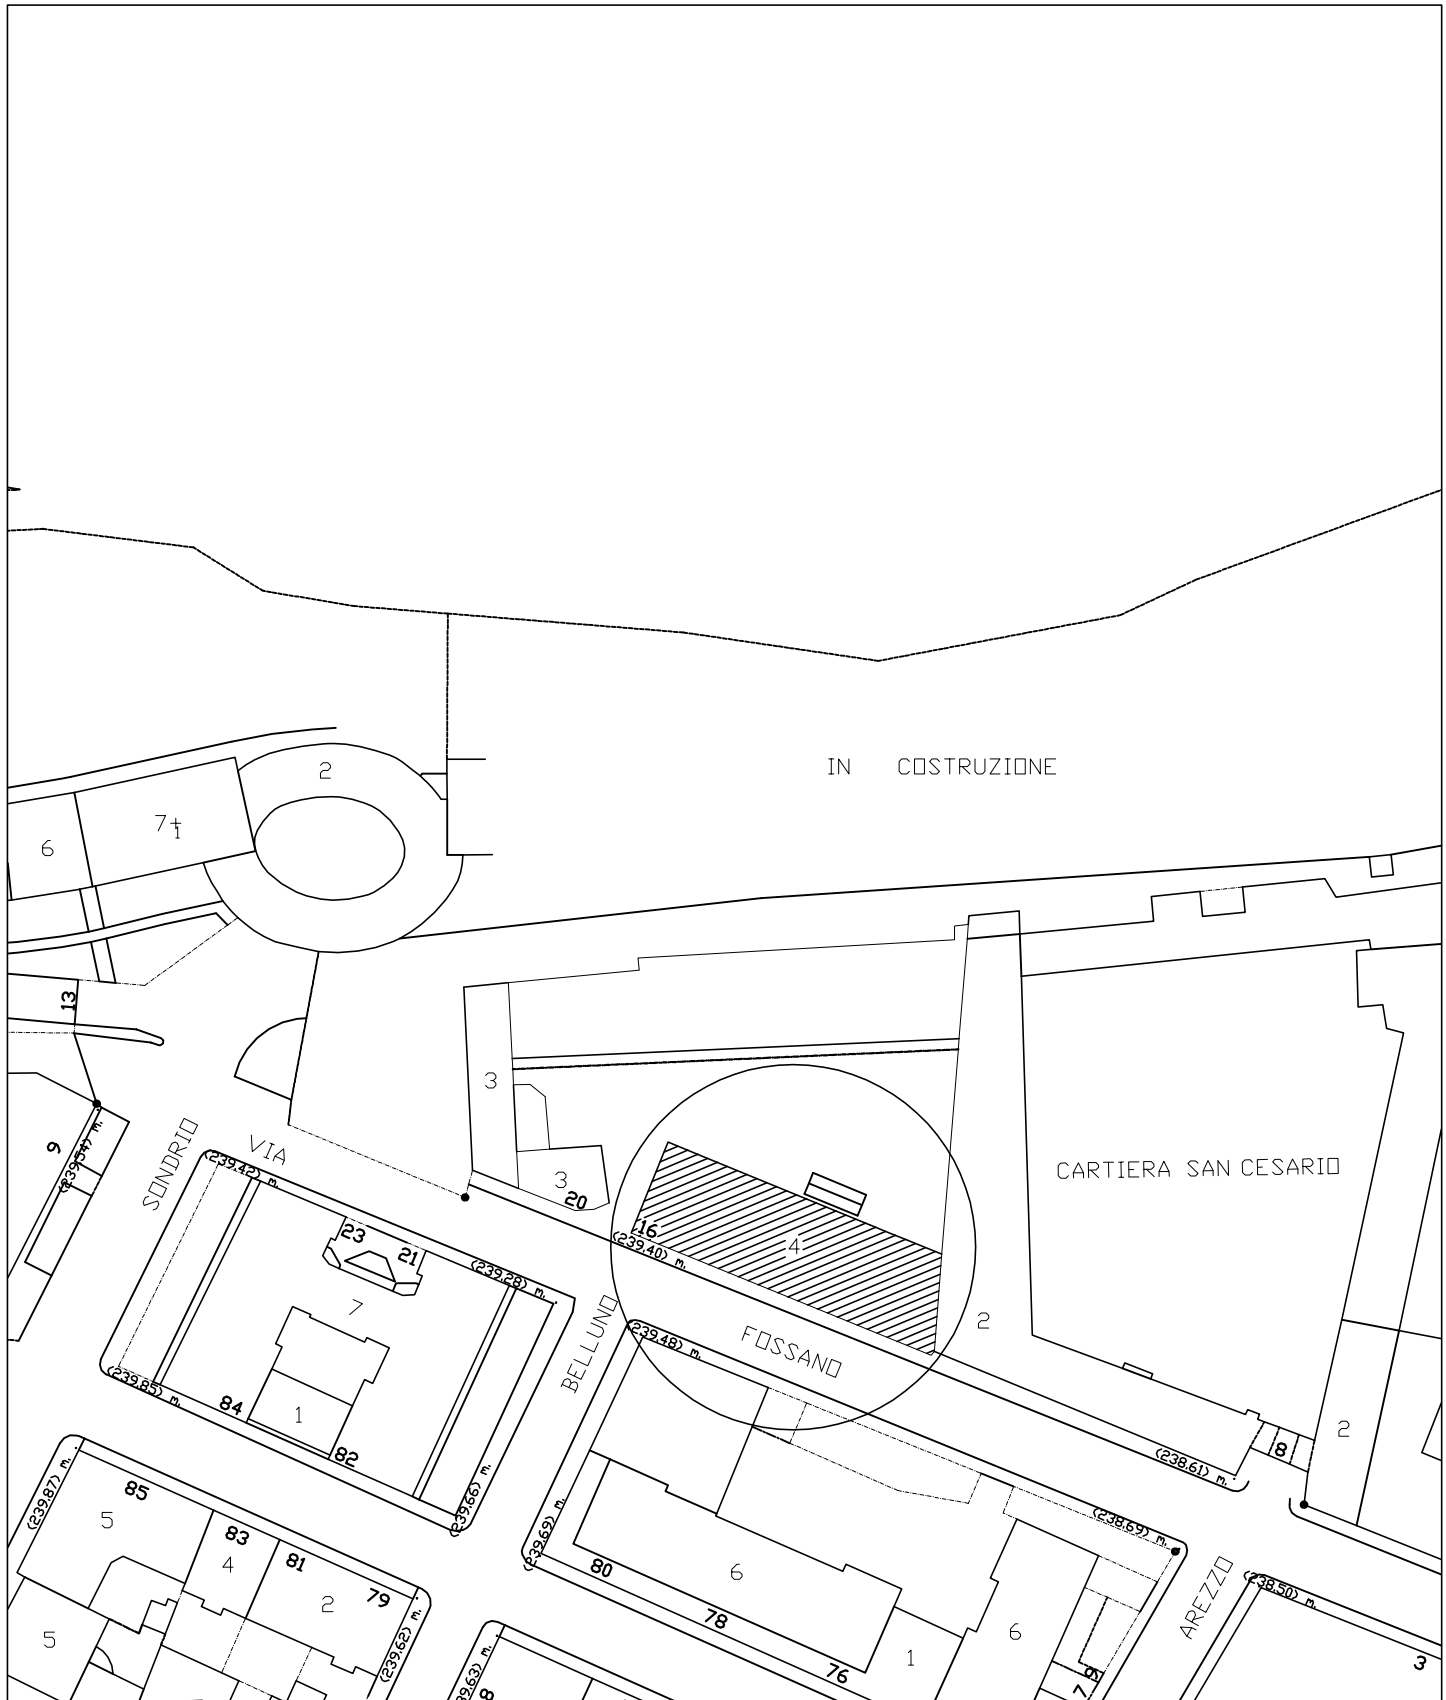 2
IN COSTRUZIONE
7+1
6
13
3
9
(239.54) m.
SONDRIO
VIA
(239.42) m.
3
20
CARTIERA SAN CESARIO
23
21
16
(239.40) m.
4
(239.28) m.
7
BELLUNO
2
(239.48) m.
FOSSANO
(239.85) m.
84
1
82
2
8
(238.61) m.
(239.87) m.
85
(239.66) m.
5
83
4
81
2
79
(239.69) m.
80
6
78
76
(238.69) m.
AREZZO
(238.50) m.
5
(239.62) m.
6
1
3
8